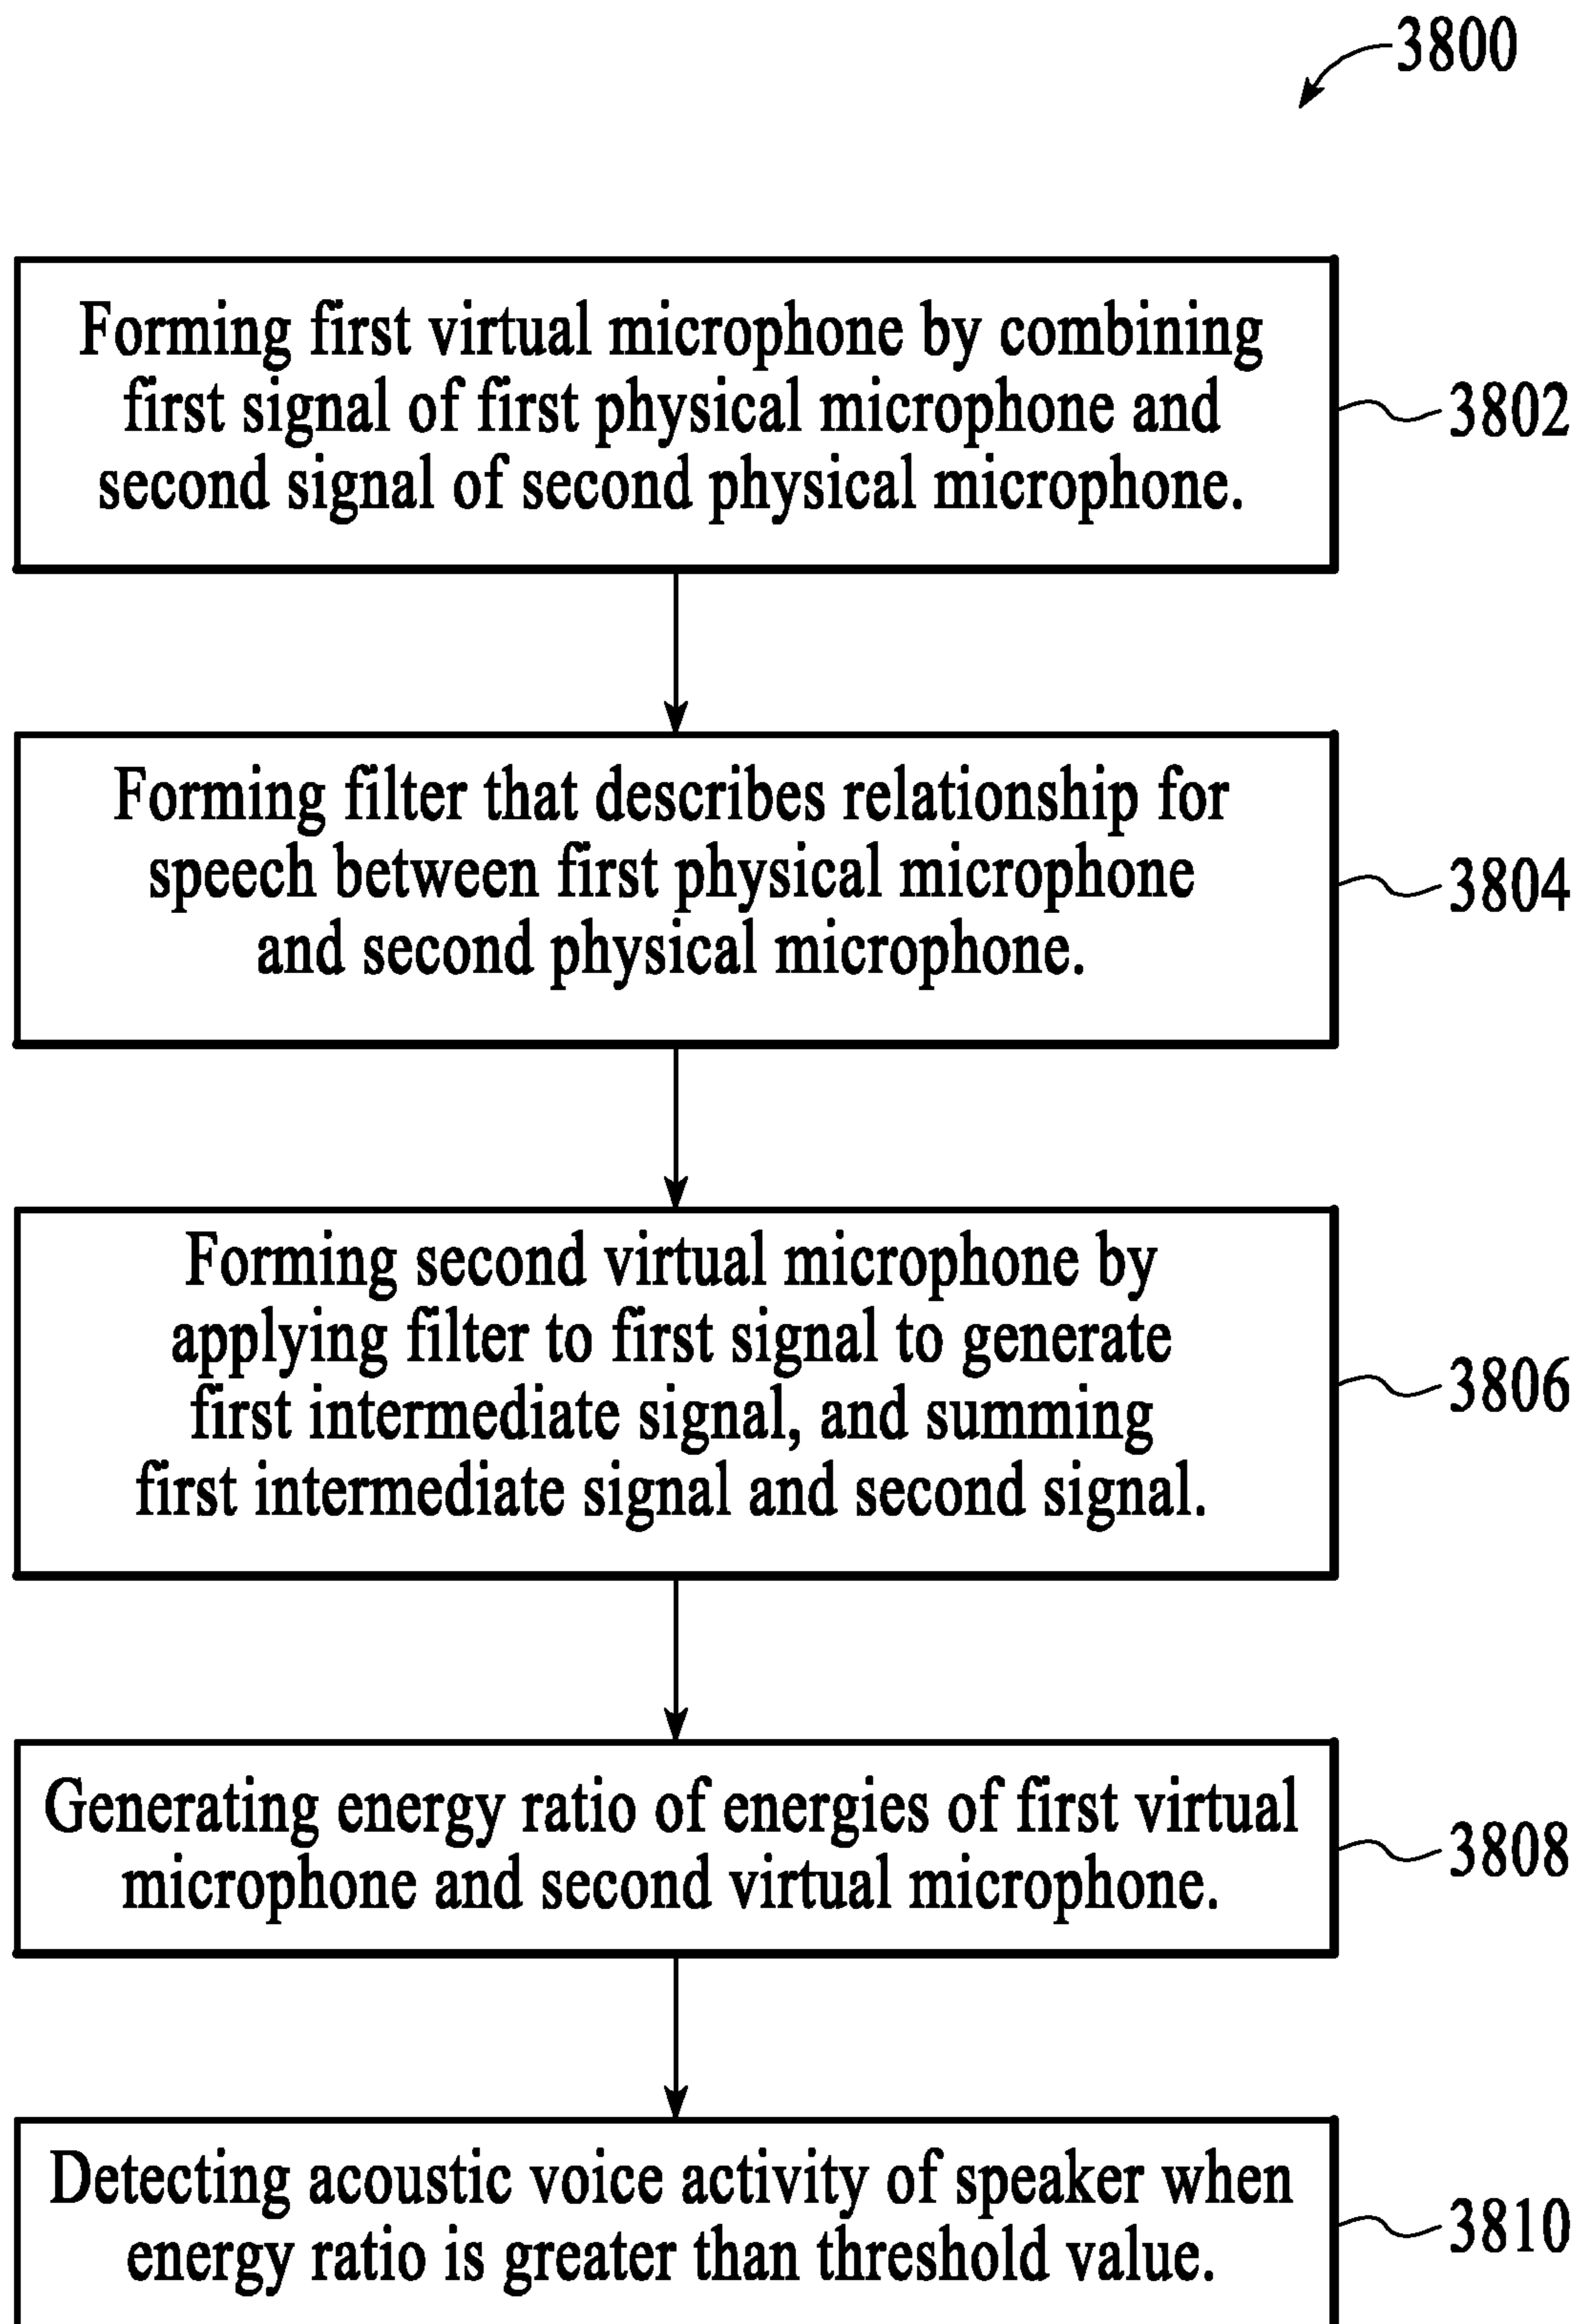 3800
Forming first virtual microphone by combining
first signal of first physical microphone and
second signal of second physical microphone.
3802
Forming filter that describes relationship for
speech between first physical microphone
and second physical microphone.
3804
Forming second virtual microphone by
applying filter to first signal to generate
first intermediate signal, and summing
first intermediate signal and second signal.
3806
Generating energy ratio of energies of first virtual
microphone and second virtual microphone.
3808
Detecting acoustic voice activity of speaker when
energy ratio is greater than threshold value.
3810